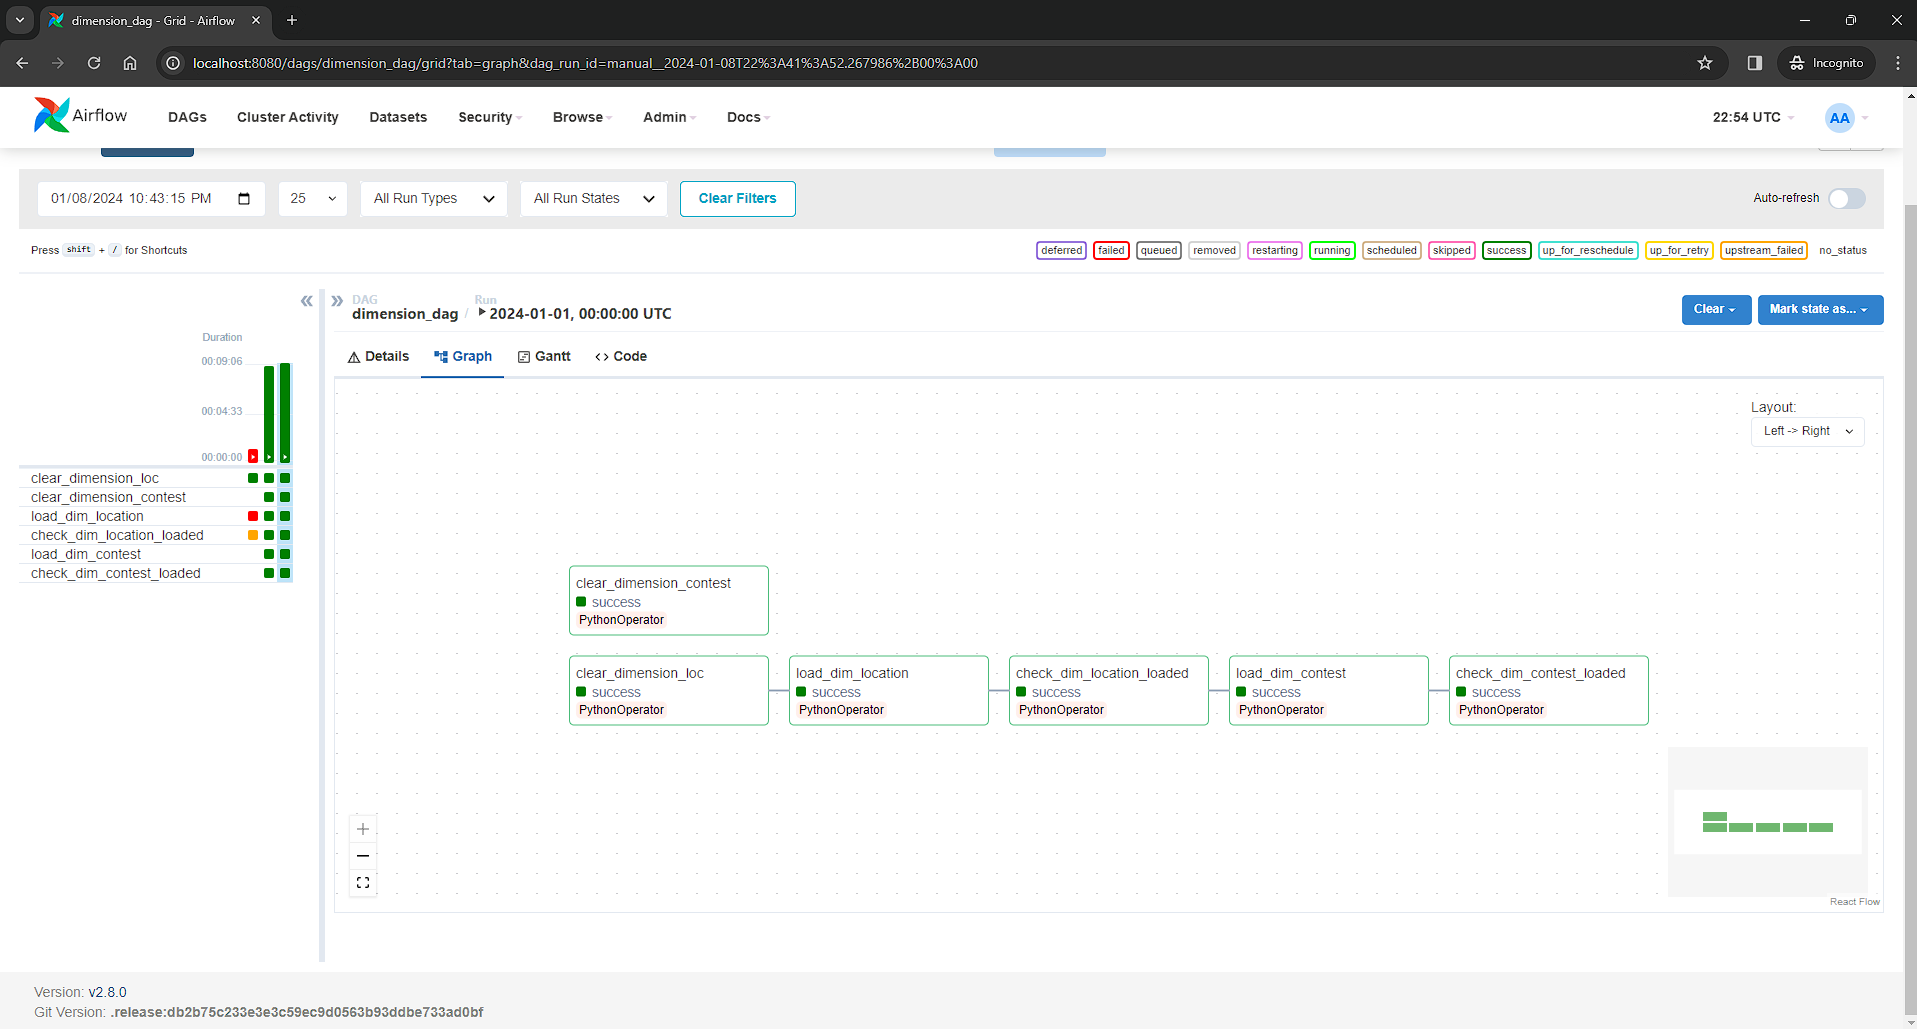 dimension_dag - Grid - Airflow
localhost:8080/dags/dimension_dag/grid?tab=graph&dag_run_id=manual__2024-01-08T22%3A41%3A52.267986%2B00%3A00
Incognito
Airflow DAGs Cluster Activity Datasets Security Browse Admin Docs 22:54 UTC AA
01/08/2024 10:43:15 PM 25 All Run Types All Run States Clear Filters Auto-refresh
Press shift + / for Shortcuts deferred failed queued removed restarting running scheduled skipped success up_for_reschedule up_for_retry upstream_failed no_status
DAG Run
dimension_dag / 2024-01-01, 00:00:00 UTC Clear Mark state as...
Details Graph Gantt Code
Duration
00:09:06
00:04:33
00:00:00
clear_dimension_loc
clear_dimension_contest
load_dim_location
check_dim_location_loaded
load_dim_contest
check_dim_contest_loaded
Layout:
Left -> Right
clear_dimension_contest
success
PythonOperator
clear_dimension_loc
success
PythonOperator
load_dim_location
success
PythonOperator
check_dim_location_loaded
success
PythonOperator
load_dim_contest
success
PythonOperator
check_dim_contest_loaded
success
PythonOperator
React Flow
Version: v2.8.0
Git Version: .release:db2b75c233e3e3c59ec9d0563b93ddbe733ad0bf